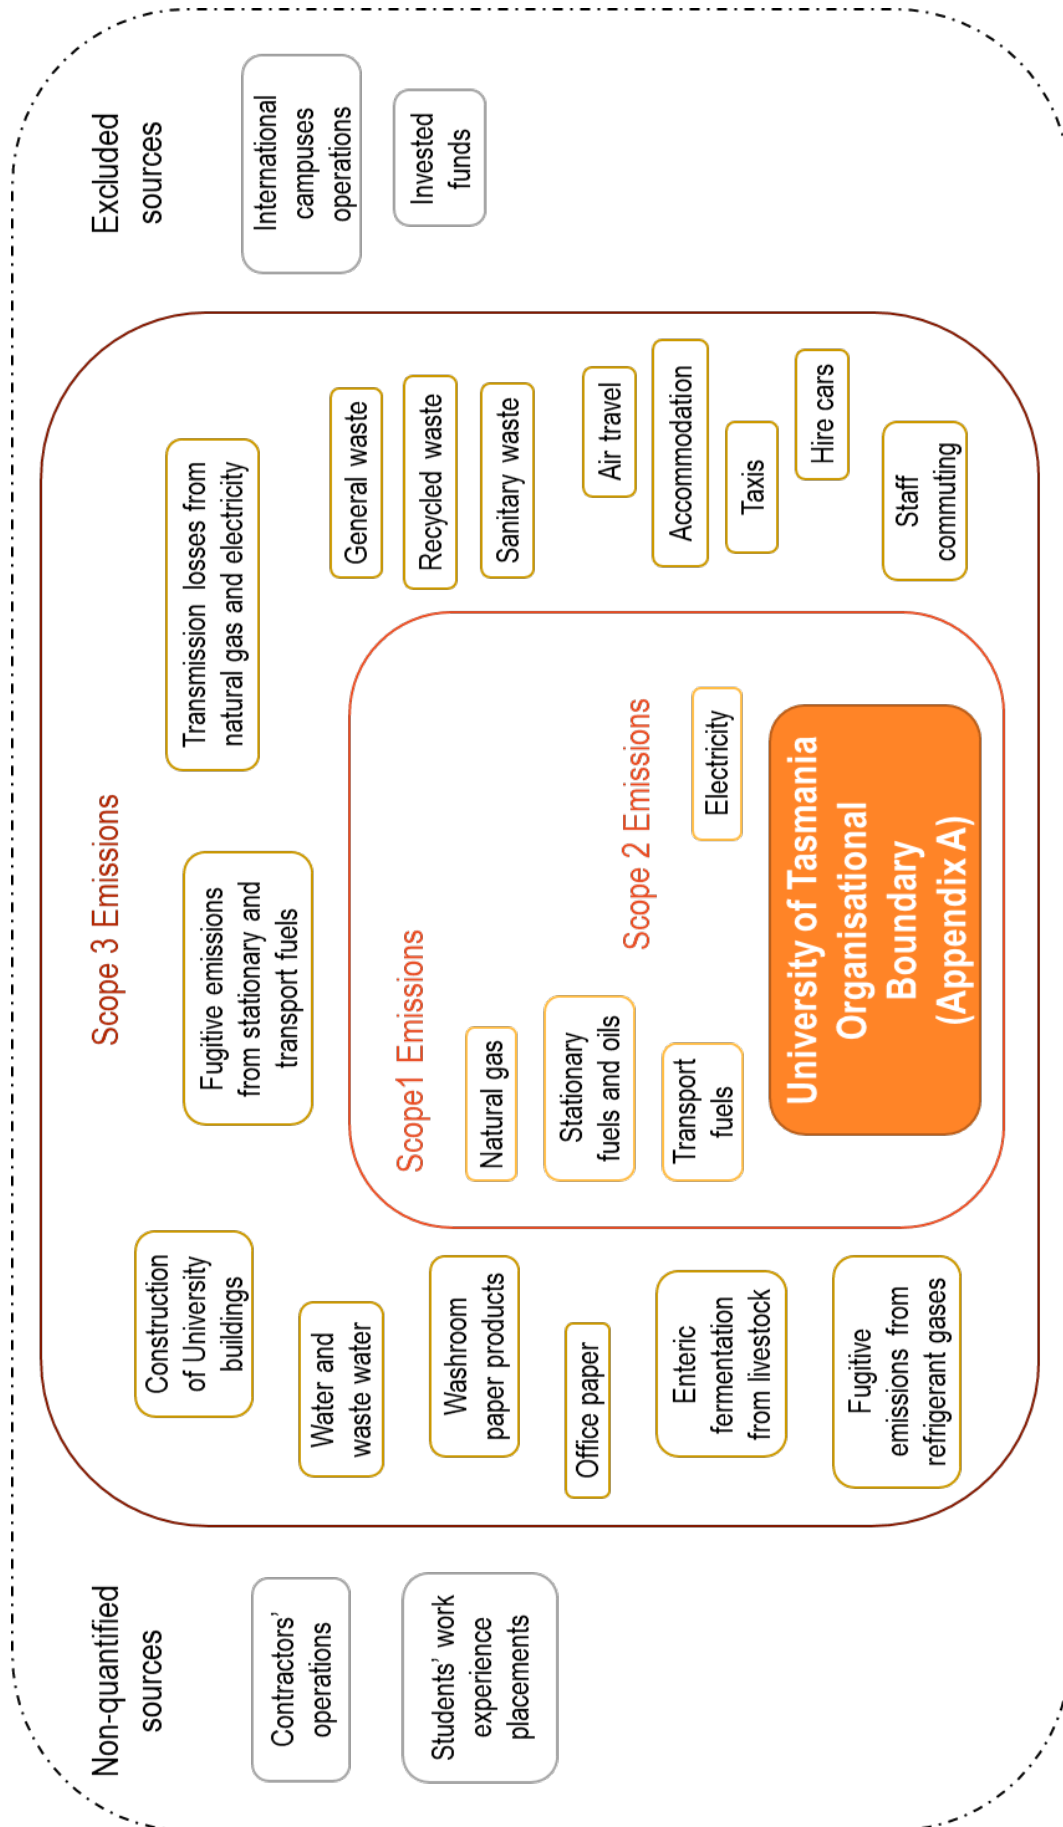 Non-quantified
sources
Contractors'
operations
Students' work
experience
placements
Scope 3 Emissions
Construction
of University
buildings
Water and
waste water
Washroom
paper products
Office paper
Enteric
fermentation
from livestock
Fugitive
emissions from
refrigerant gases
Fugitive emissions
from stationary and
transport fuels
Transmission losses from
natural gas and electricity
Scope1 Emissions
Natural gas
Stationary
fuels and oils
Transport
fuels
Scope 2 Emissions
Electricity
University of Tasmania
Organisational
Boundary
(Appendix A)
General waste
Recycled waste
Sanitary waste
Air travel
Accommodation
Taxis
Hire cars
Staff
commuting
Excluded
sources
International
campuses
operations
Invested
funds